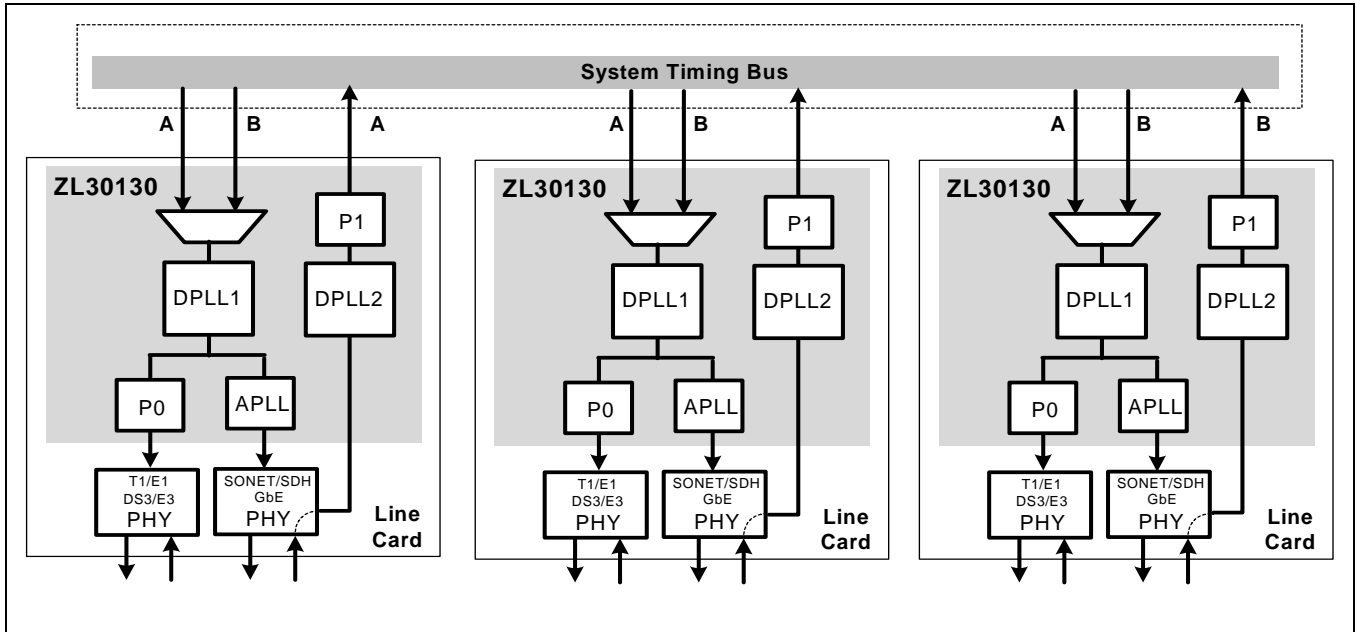 System Timing Bus
A B A
A B
A B B
ZL30130
P1
DPLL1
DPLL2
P0
APLL
T1/E1
DS3/E3
PHY
SONET/SDH
GbE
PHY
Line
Card
ZL30130
P1
DPLL1
DPLL2
P0
APLL
T1/E1
DS3/E3
PHY
SONET/SDH
GbE
PHY
Line
Card
ZL30130
P1
DPLL1
DPLL2
P0
APLL
T1/E1
DS3/E3
PHY
SONET/SDH
GbE
PHY
Line
Card